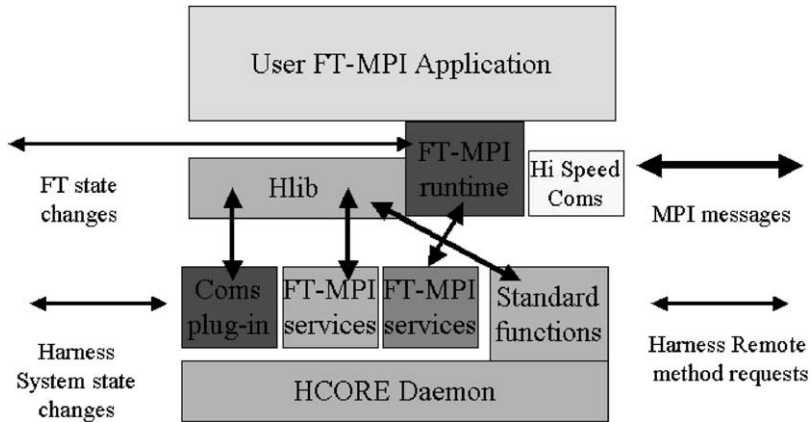 User FT-MPI Application
FT-MPI
runtime
Hi Speed
Coms
Hlib
FT state
changes
MPI messages
Coms
plug-in
FT-MPI
services
FT-MPI
services
Standard
functions
Harness
System state
changes
Harness Remote
method requests
HCORE Daemon